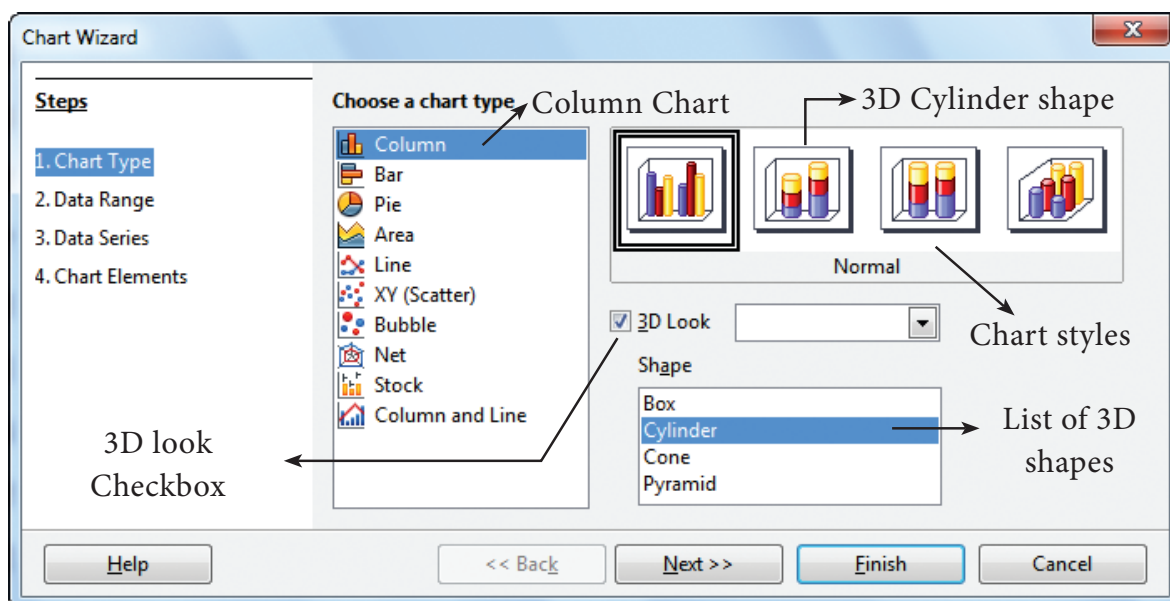 Chart Wizard
X
Steps
1. Chart Type
2. Data Range
3. Data Series
4. Chart Elements
Choose a chart type
Column Chart
3D Cylinder shape
Column
Bar
Pie
Area
Line
XY (Scatter)
Bubble
Net
Stock
Column and Line
Normal
3D Look
Chart styles
Shape
Box
Cylinder
Cone
Pyramid
List of 3D
shapes
3D look
Checkbox
Help
<< Back
Next >>
Finish
Cancel